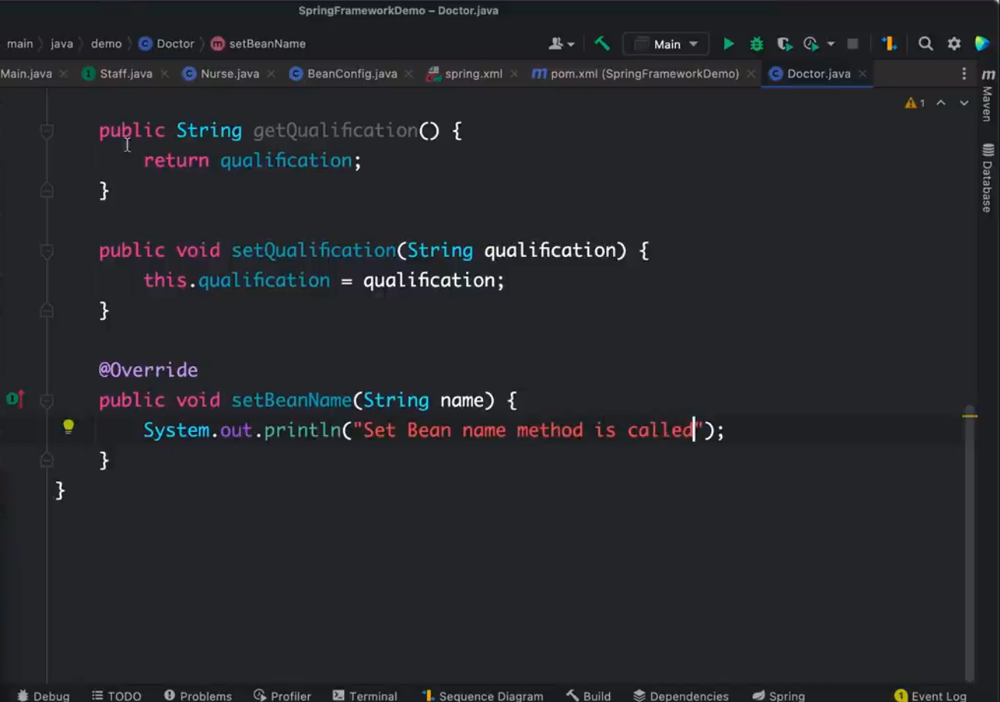 SpringFrameworkDemo – Doctor.java
main java demo C Doctor m setBeanName Main
Main.java I Staff.java C Nurse.java C BeanConfig.java spring.xml m pom.xml (SpringFrameworkDemo) C Doctor.java m
1
Maven
Database
public String getQualification() {
return qualification;
}
public void setQualification(String qualification) {
this.qualification = qualification;
}
@Override
public void setBeanName(String name) {
System.out.println("Set Bean name method is called");
}
}
Debug TODO Problems Profiler Terminal Sequence Diagram Build Dependencies Spring 1 Event Log